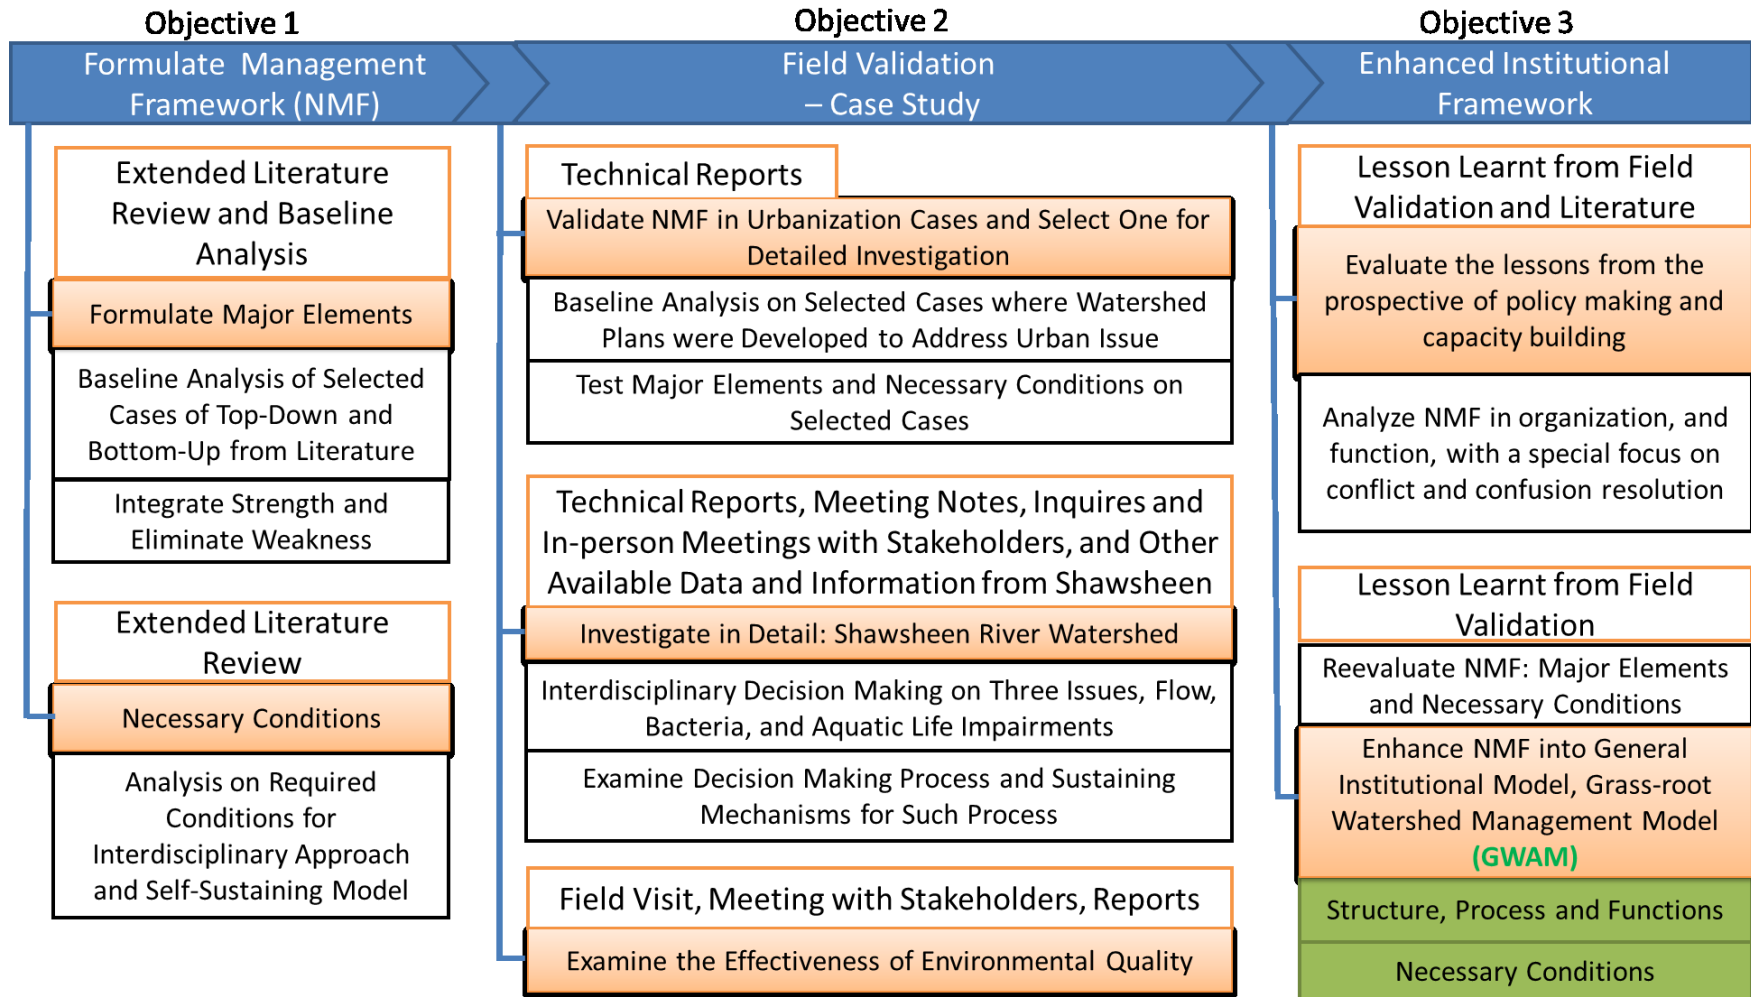 Objective 1
Formulate Management
Framework (NMF)
Extended Literature
Review and Baseline
Analysis
Formulate Major Elements
Baseline Analysis of Selected
Cases of Top-Down and
Bottom-Up from Literature
Integrate Strength and
Eliminate Weakness
Extended Literature
Review
Necessary Conditions
Analysis on Required
Conditions for
Interdisciplinary Approach
and Self-Sustaining Model
Objective 2
Field Validation
– Case Study
Technical Reports
Validate NMF in Urbanization Cases and Select One for
Detailed Investigation
Baseline Analysis on Selected Cases where Watershed
Plans were Developed to Address Urban Issue
Test Major Elements and Necessary Conditions on
Selected Cases
Technical Reports, Meeting Notes, Inquires and
In-person Meetings with Stakeholders, and Other
Available Data and Information from Shawsheen
Investigate in Detail: Shawsheen River Watershed
Interdisciplinary Decision Making on Three Issues, Flow,
Bacteria, and Aquatic Life Impairments
Examine Decision Making Process and Sustaining
Mechanisms for Such Process
Field Visit, Meeting with Stakeholders, Reports
Examine the Effectiveness of Environmental Quality
Objective 3
Enhanced Institutional
Framework
Lesson Learnt from Field
Validation and Literature
Evaluate the lessons from the
prospective of policy making and
capacity building
Analyze NMF in organization, and
function, with a special focus on
conflict and confusion resolution
Lesson Learnt from Field
Validation
Reevaluate NMF: Major Elements
and Necessary Conditions
Enhance NMF into General
Institutional Model, Grass-root
Watershed Management Model
(GWAM)
Structure, Process and Functions
Necessary Conditions